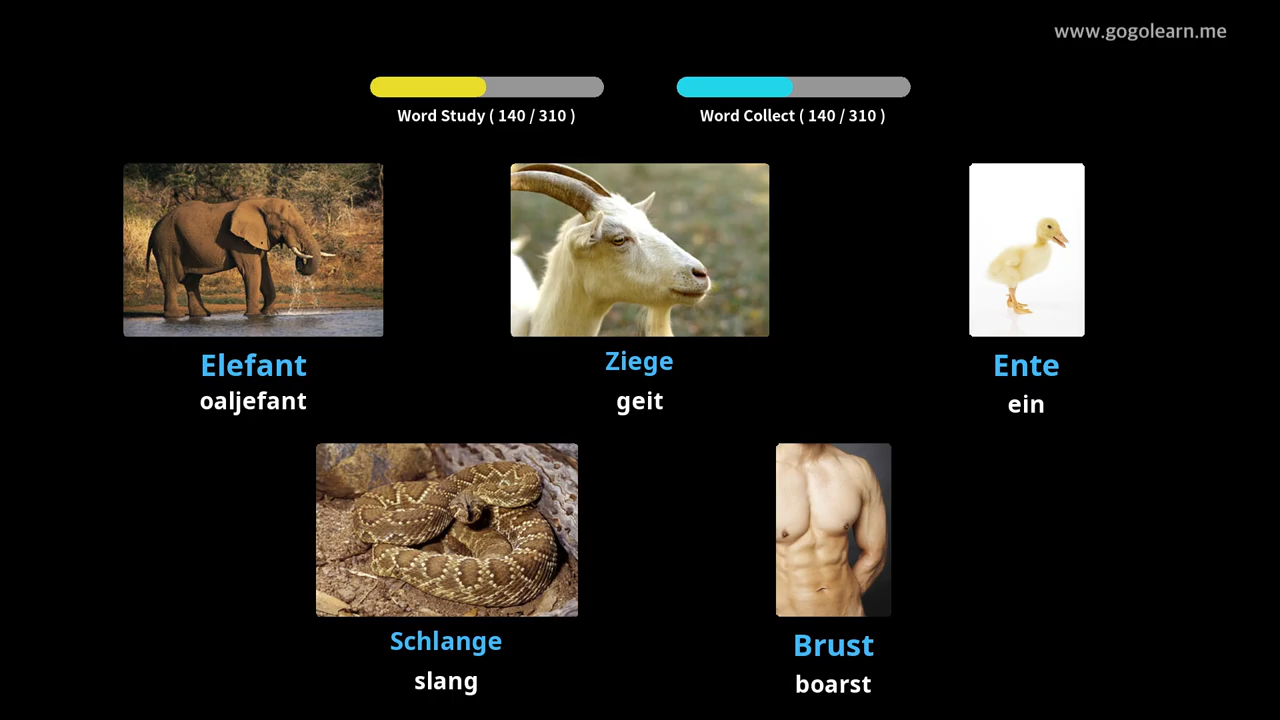 www.gogolearn.me
Word Study ( 140 / 310 )
Word Collect ( 140 / 310 )
Elefant
oaljefant
Ziege
geit
Ente
ein
Schlange
slang
Brust
boarst